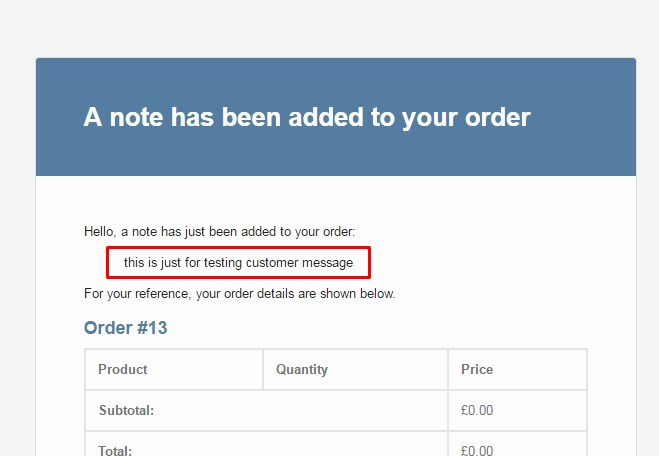 A note has been added to your order
Hello, a note has just been added to your order:
this is just for testing customer message
For your reference, your order details are shown below.
Order #13
Product Quantity Price
Subtotal: £0.00
Total: £0.00